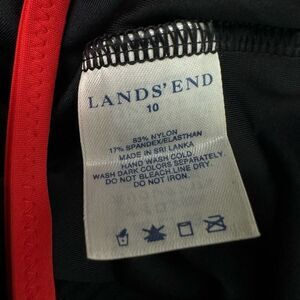 LANDS' END
10
83% NYLON
17% SPANDEX/ELASTHAN
MADE IN SRI LANKA
HAND WASH COLD.
WASH DARK COLORS SEPARATELY.
DO NOT BLEACH.LINE DRY.
DO NOT IRON.